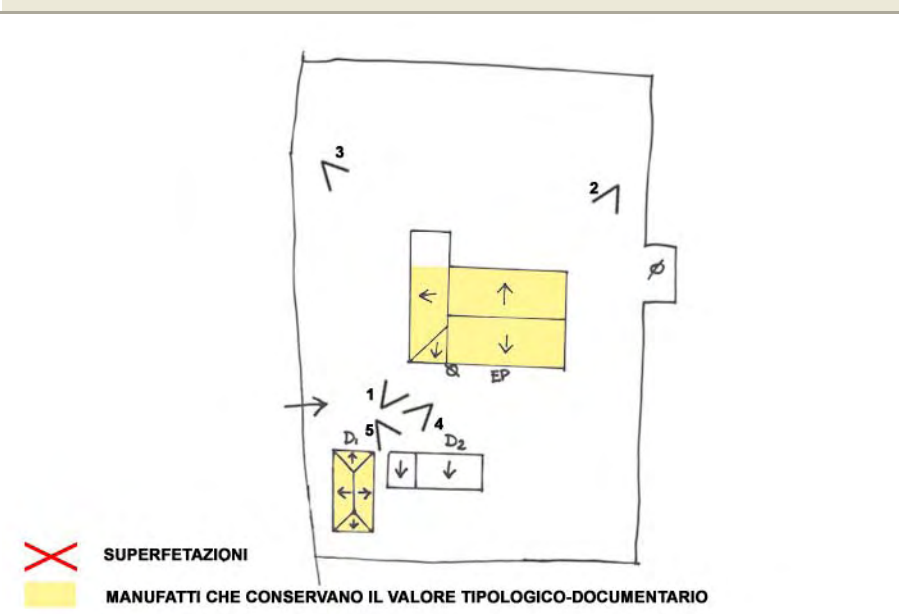 3
2
ø
EP
1
4
5
D1
D2
SUPERFETAZIONI
MANUFATTI CHE CONSERVANO IL VALORE TIPOLOGICO-DOCUMENTARIO